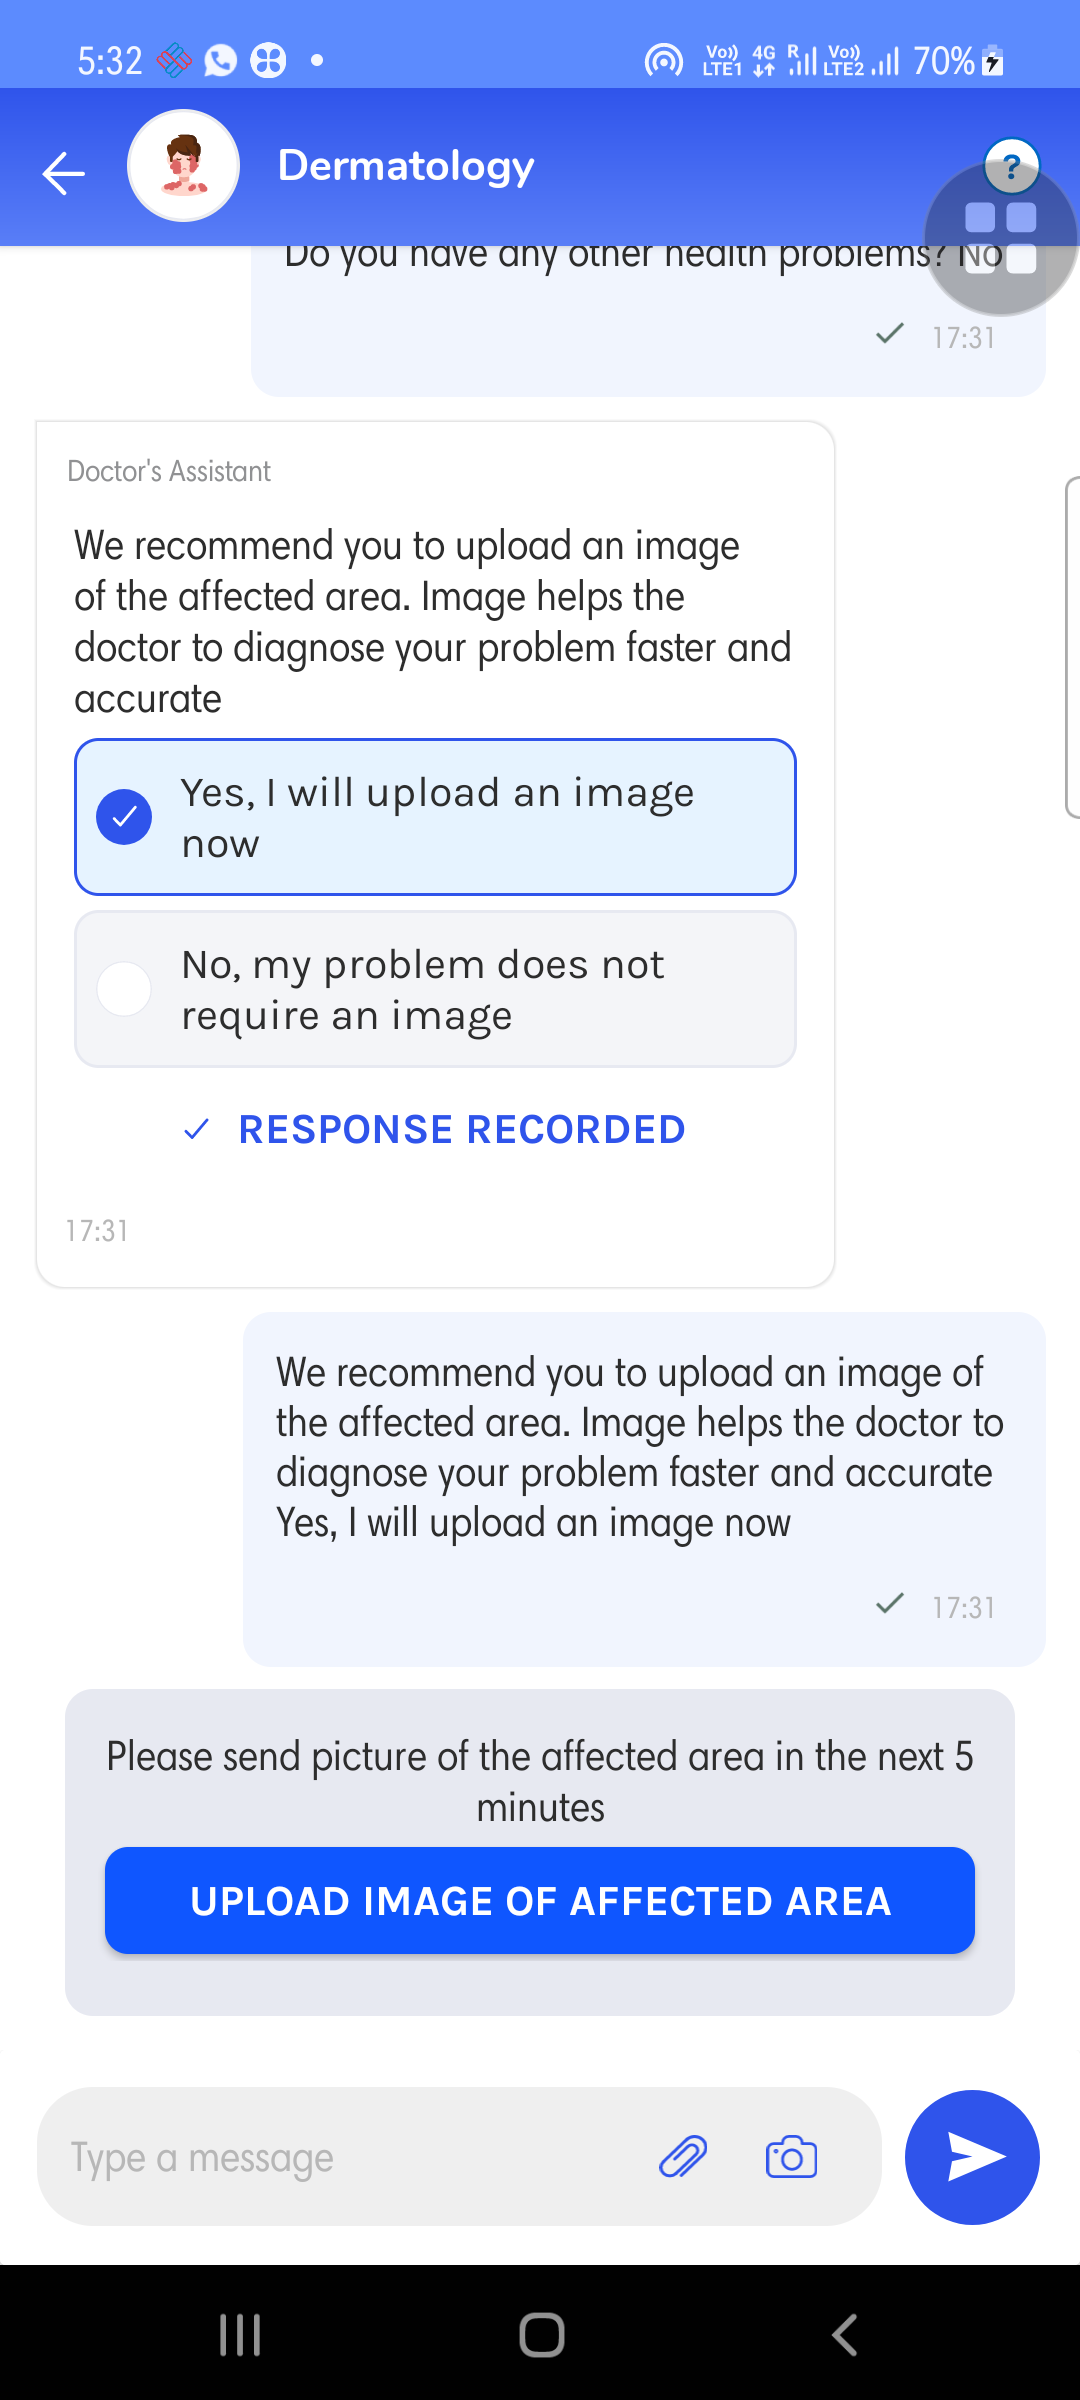 5:32
Vo)) LTE1 4G R Vo)) LTE2 70%
Dermatology
?
Do you have any other health problems? No
17:31
Doctor's Assistant
We recommend you to upload an image
of the affected area. Image helps the
doctor to diagnose your problem faster and
accurate
Yes, I will upload an image
now
No, my problem does not
require an image
RESPONSE RECORDED
17:31
We recommend you to upload an image of
the affected area. Image helps the doctor to
diagnose your problem faster and accurate
Yes, I will upload an image now
17:31
Please send picture of the affected area in the next 5
minutes
UPLOAD IMAGE OF AFFECTED AREA
Type a message